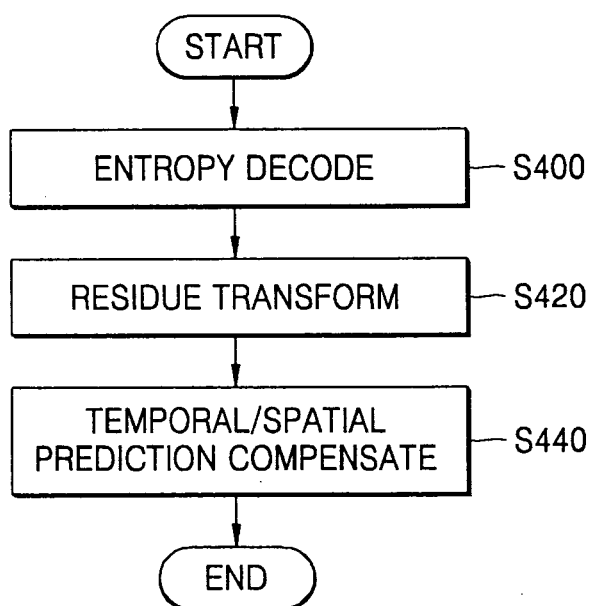 START
ENTROPY DECODE
S400
RESIDUE TRANSFORM
S420
TEMPORAL/SPATIAL
PREDICTION COMPENSATE
S440
END